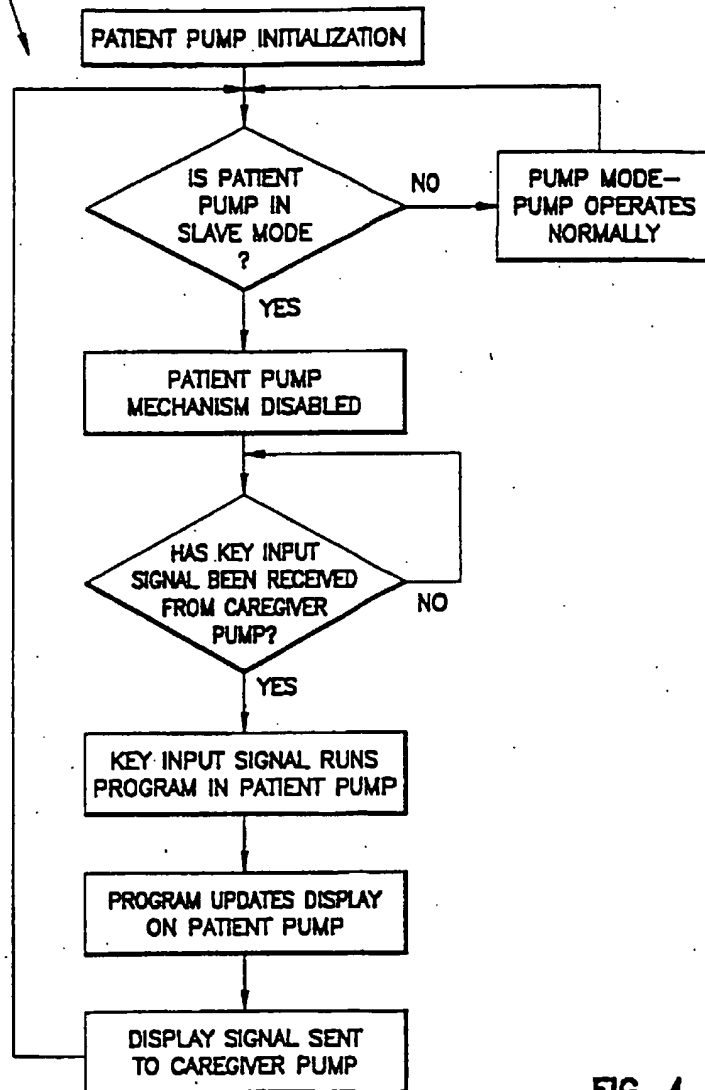 PATIENT PUMP INITIALIZATION
IS PATIENT
PUMP IN
SLAVE MODE
?
NO
PUMP MODE-
PUMP OPERATES
NORMALLY
YES
PATIENT PUMP
MECHANISM DISABLED
HAS KEY INPUT
SIGNAL BEEN RECEIVED
FROM CAREGIVER
PUMP?
NO
YES
KEY INPUT SIGNAL RUNS
PROGRAM IN PATIENT PUMP
PROGRAM UPDATES DISPLAY
ON PATIENT PUMP
DISPLAY SIGNAL SENT
TO CAREGIVER PUMP
FIG. 4